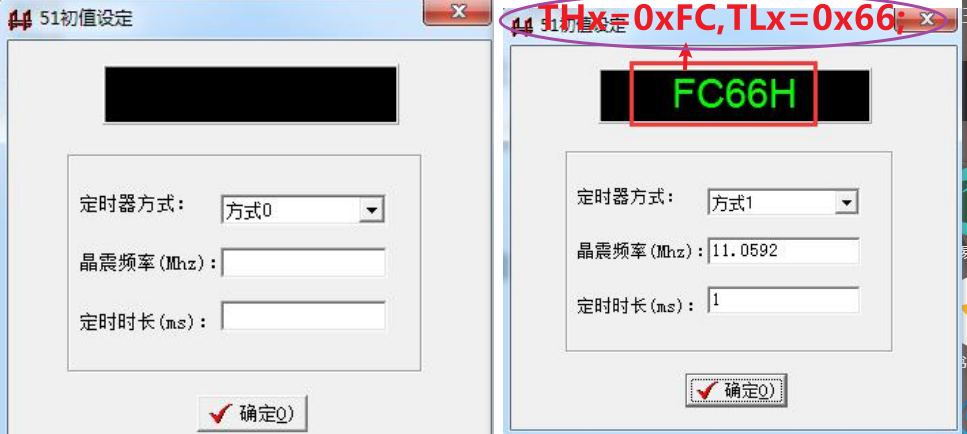 51初值设定
定时器方式:
方式0
晶震频率(Mhz):
定时时长(ms):
确定O)
THx=0xFC,TLx=0x66;
51初值设定
FC66H
定时器方式:
方式1
晶震频率(Mhz):
11.0592
定时时长(ms):
1
确定O)